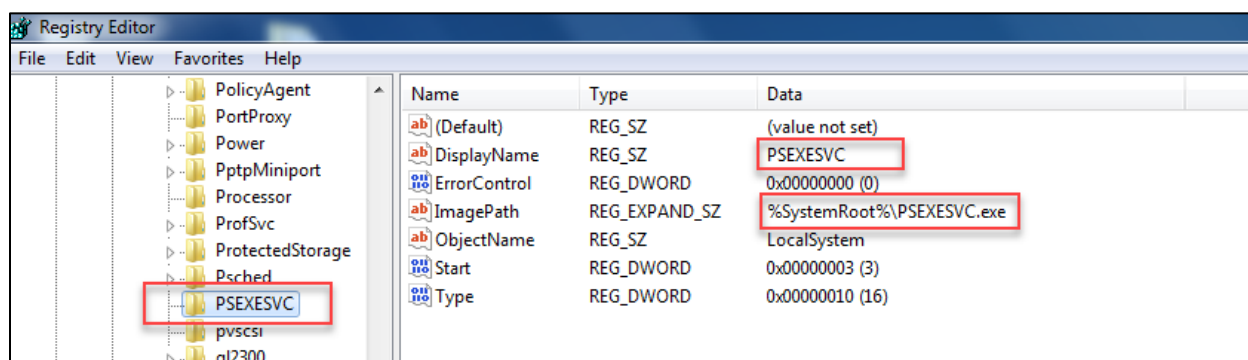 Registry Editor
File Edit View Favorites Help
PolicyAgent
PortProxy
Power
PptpMiniport
Processor
ProfSvc
ProtectedStorage
Psched
PSEXESVC
pvscsi
ql2300
Name Type Data
(Default) REG_SZ (value not set)
DisplayName REG_SZ PSEXESVC
ErrorControl REG_DWORD 0x00000000 (0)
ImagePath REG_EXPAND_SZ %SystemRoot%\PSEXESVC.exe
ObjectName REG_SZ LocalSystem
Start REG_DWORD 0x00000003 (3)
Type REG_DWORD 0x00000010 (16)